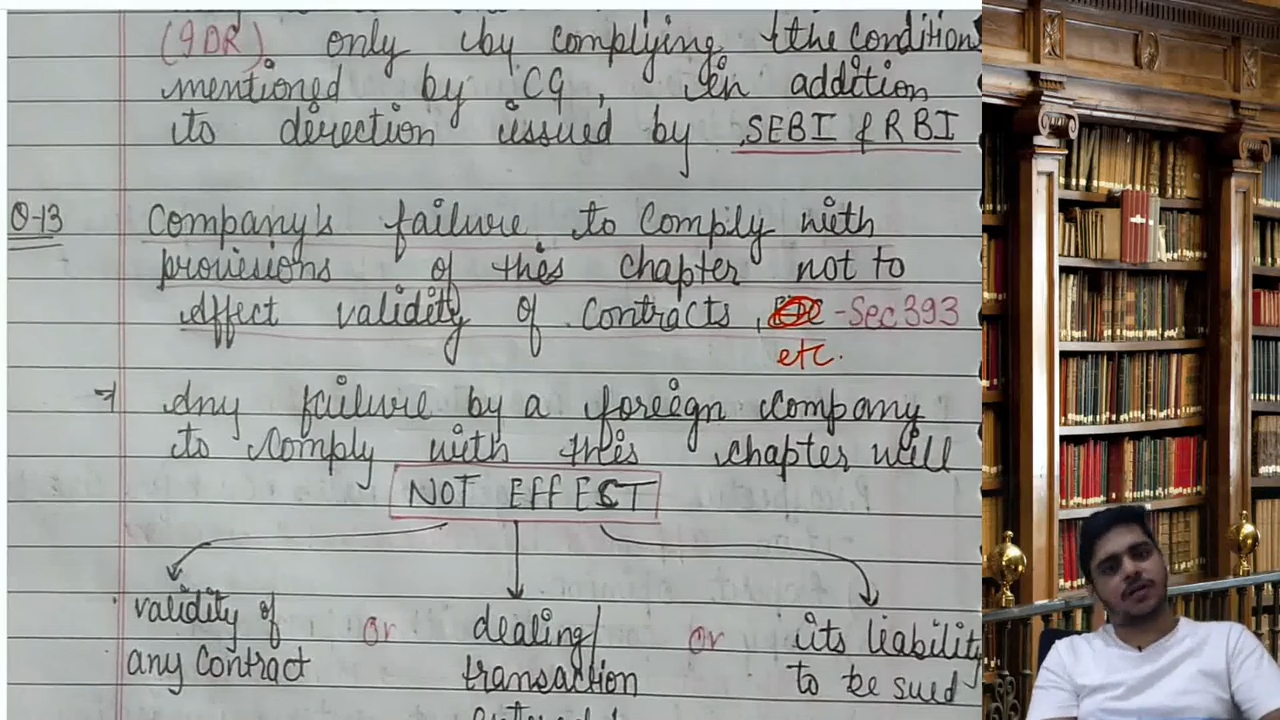 (IDR) only by complying the conditions
mentioned by CG, in addition
to direction issued by SEBI & RBI
Q-13 Company's failure to comply with
provisions of this chapter not to
effect validity of contracts, - Sec 393
etc.
→ Any failure by a foreign company
to comply with this chapter will
NOT EFFECT
validity of or dealing/ or its liability
any contract transaction to be sued